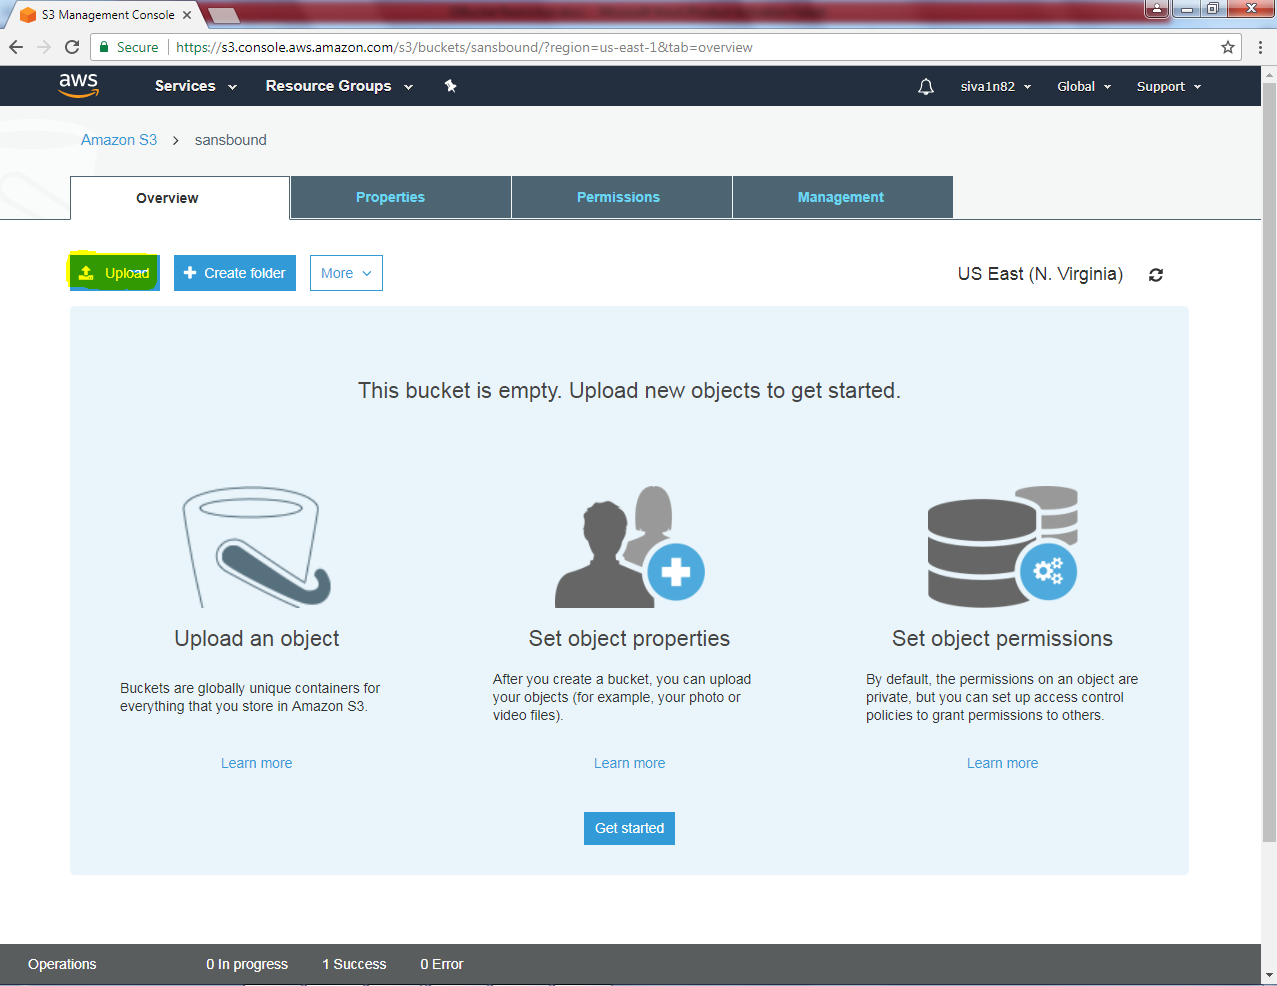 S3 Management Console
Secure
https://s3.console.aws.amazon.com/s3/buckets/sansbound/?region=us-east-1&tab=overview
aws
Services
Resource Groups
siva1n82
Global
Support
Amazon S3
sansbound
Overview
Properties
Permissions
Management
Upload
Create folder
More
US East (N. Virginia)
This bucket is empty. Upload new objects to get started.
Upload an object
Buckets are globally unique containers for
everything that you store in Amazon S3.
Learn more
Set object properties
After you create a bucket, you can upload
your objects (for example, your photo or
video files).
Learn more
Set object permissions
By default, the permissions on an object are
private, but you can set up access control
policies to grant permissions to others.
Learn more
Get started
Operations
0 In progress
1 Success
0 Error